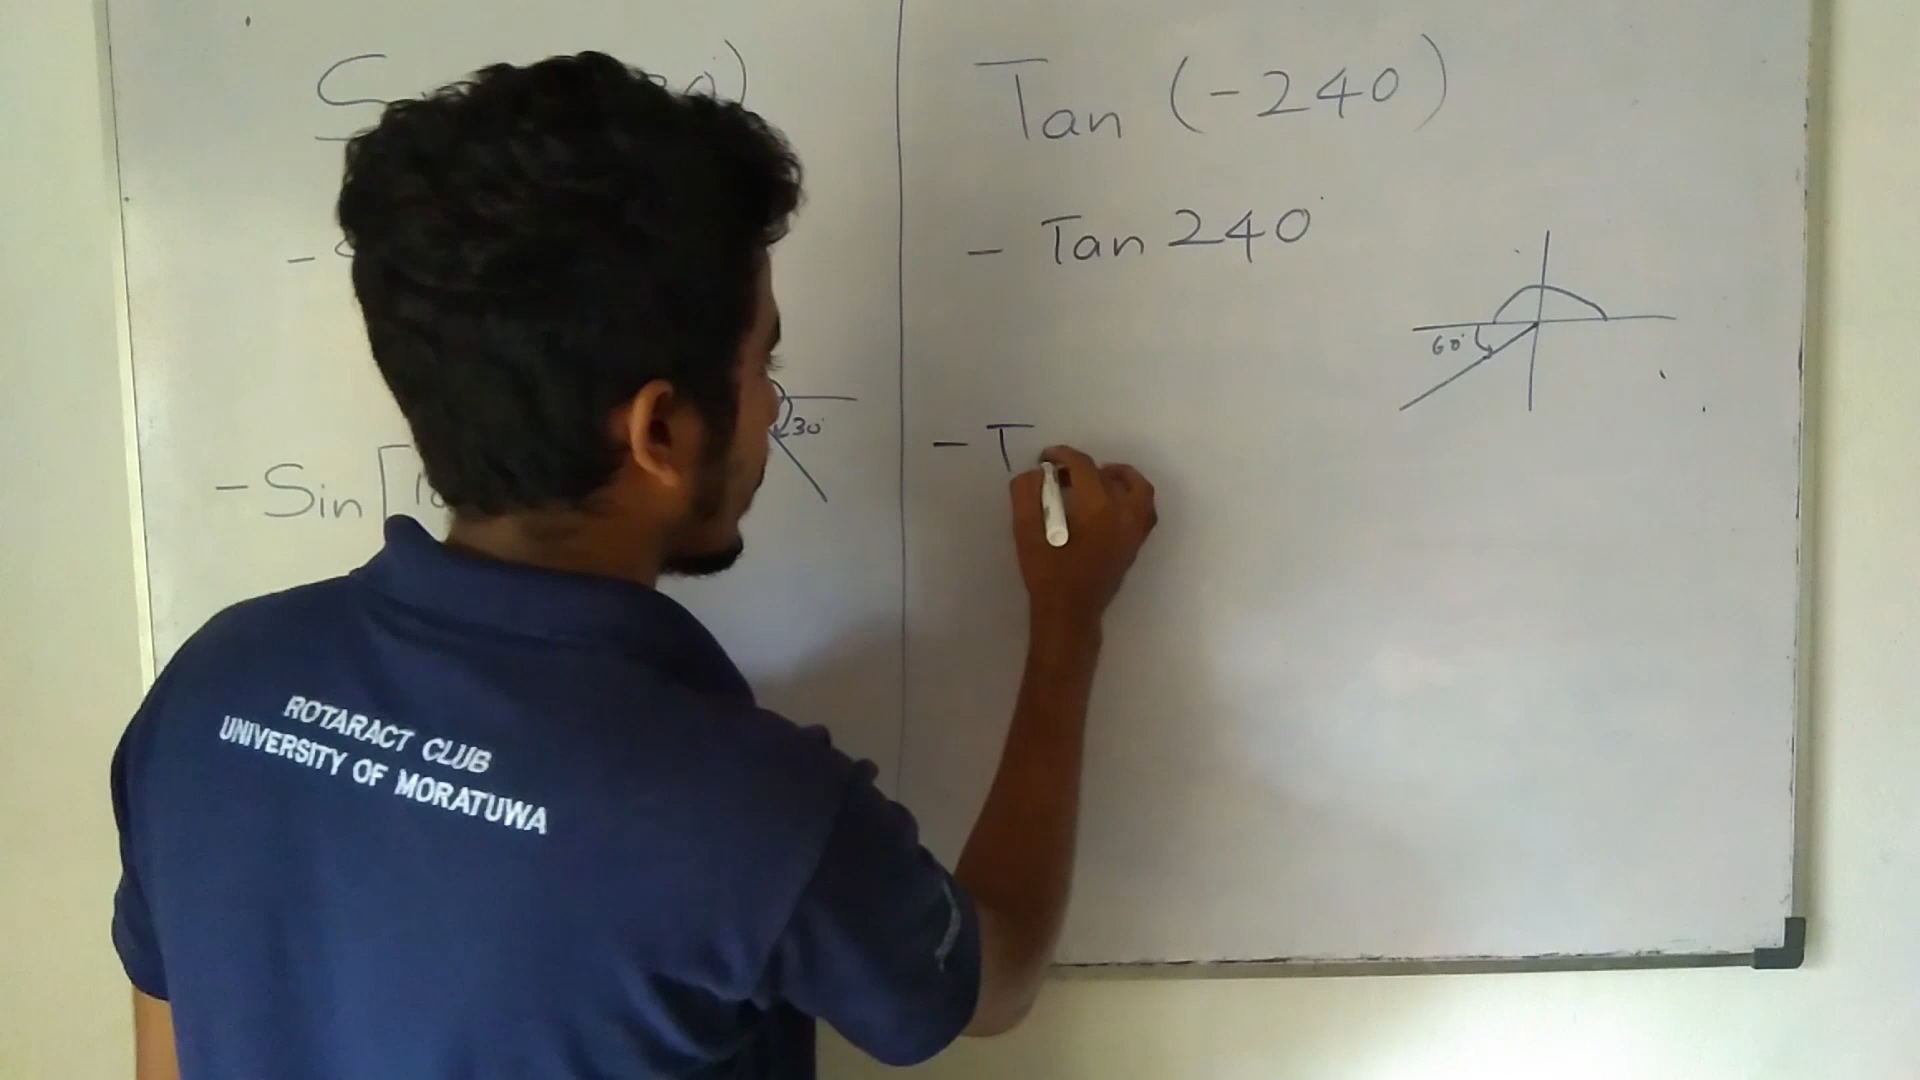 Tan (-240)
- Tan 240°
60°
- T
30°
- Sin [
ROTARACT CLUB
UNIVERSITY OF MORATUWA